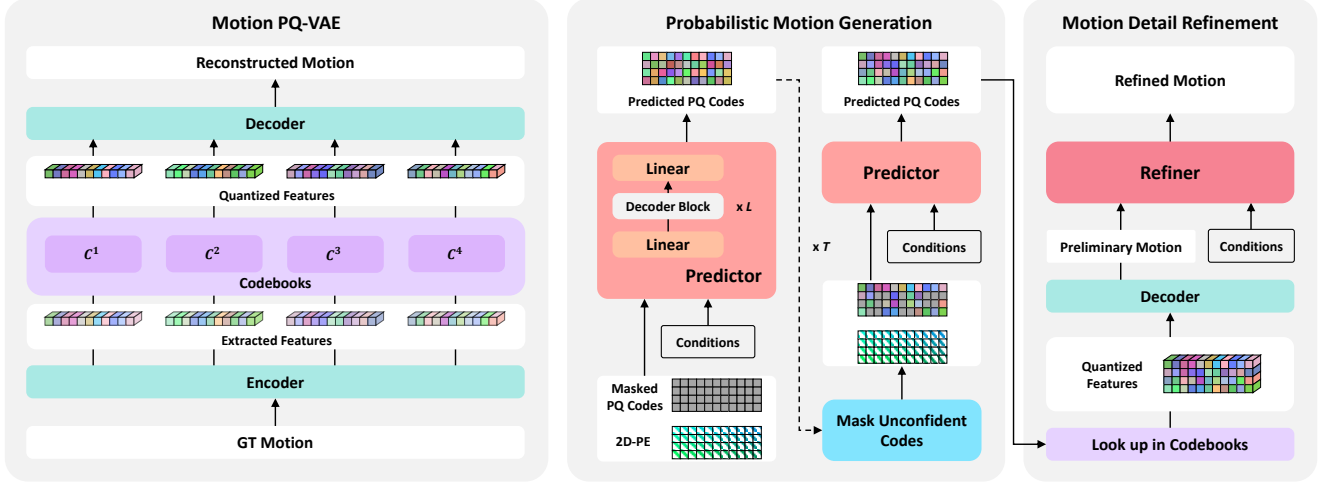 Motion PQ-VAE
Reconstructed Motion
Decoder
Quantized Features
C¹ C² C³ C⁴
Codebooks
Extracted Features
Encoder
GT Motion
Probabilistic Motion Generation
Predicted PQ Codes
Linear
Decoder Block x L
Linear
Predictor
Conditions
Masked
PQ Codes
2D-PE
x T
Predicted PQ Codes
Predictor
Conditions
Mask Unconfident
Codes
Motion Detail Refinement
Refined Motion
Refiner
Preliminary Motion
Conditions
Decoder
Quantized
Features
Look up in Codebooks